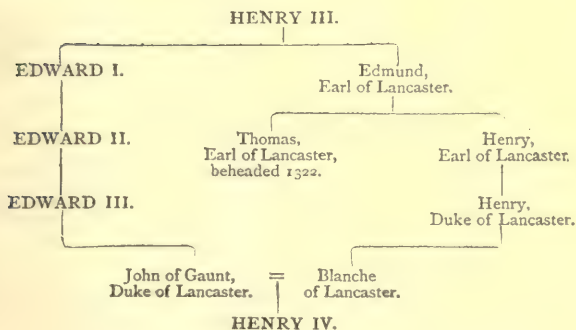 HENRY III.
EDWARD I.
Edmund,
Earl of Lancaster.
EDWARD II.
Thomas,
Earl of Lancaster,
beheaded 1322.
Henry,
Earl of Lancaster.
EDWARD III.
Henry,
Duke of Lancaster.
John of Gaunt,
Duke of Lancaster.
=
Blanche
of Lancaster.
HENRY IV.